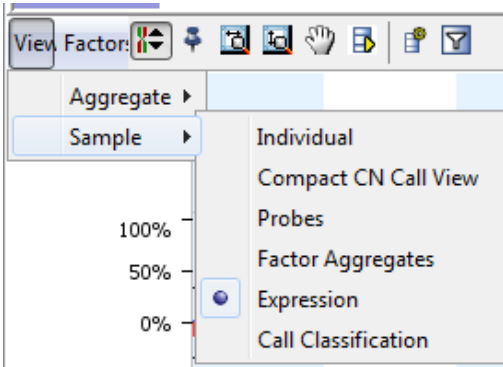 View Factor:
Aggregate
Sample
Individual
Compact CN Call View
Probes
Factor Aggregates
Expression
Call Classification
100%
50%
0%